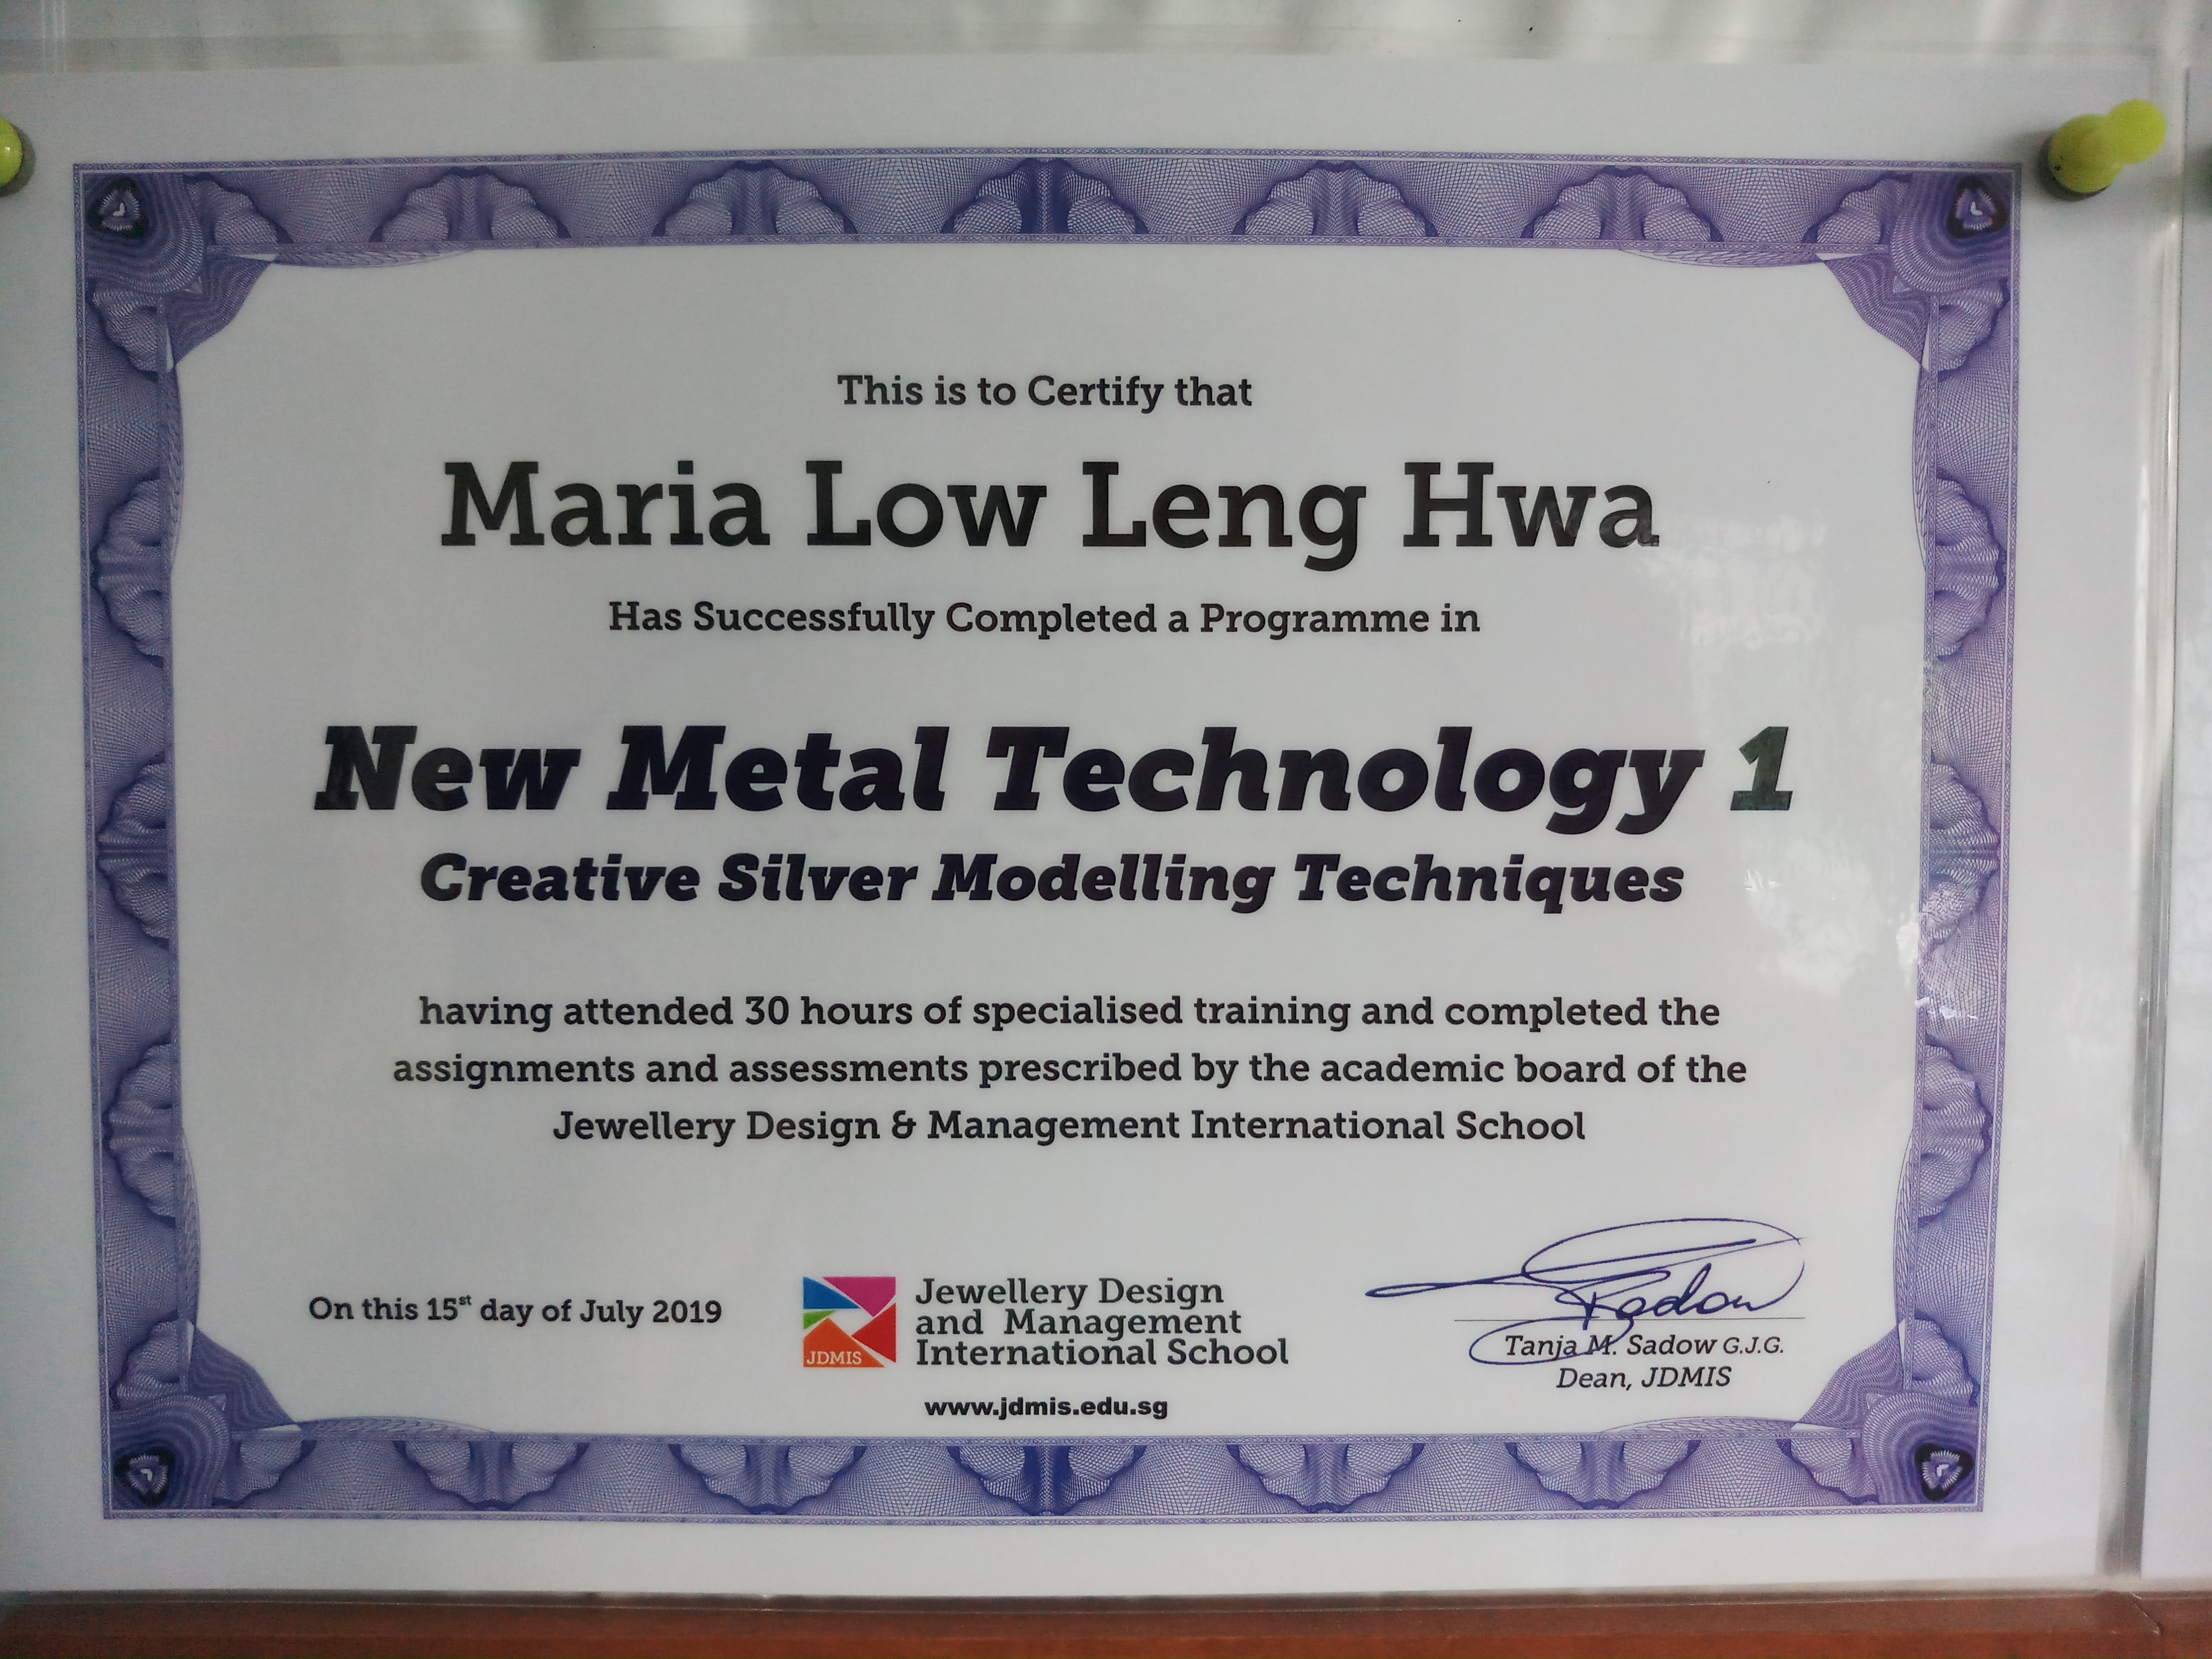 This is to Certify that
Maria Low Leng Hwa
Has Successfully Completed a Programme in
New Metal Technology 1
Creative Silver Modelling Techniques
having attended 30 hours of specialised training and completed the
assignments and assessments prescribed by the academic board of the
Jewellery Design & Management International School
On this 15st day of July 2019
JDMIS
Jewellery Design
and Management
International School
www.jdmis.edu.sg
TSadow
Tanja M. Sadow G.J.G.
Dean, JDMIS